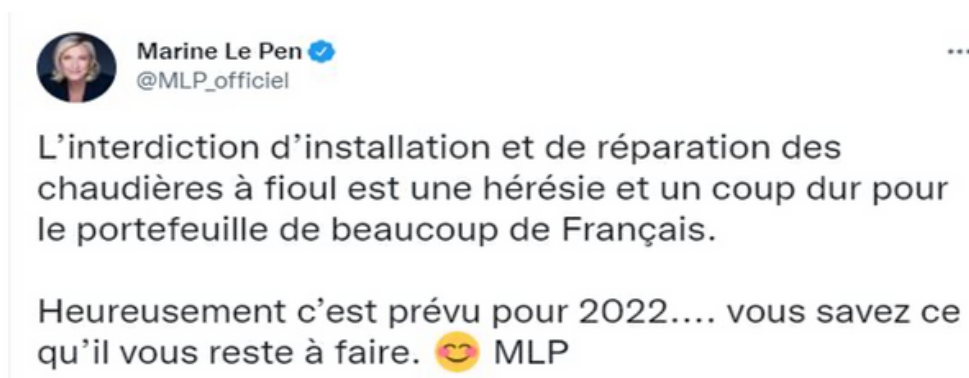 Marine Le Pen
@MLP_officiel
L’interdiction d’installation et de réparation des
chaudières à fioul est une hérésie et un coup dur pour
le portefeuille de beaucoup de Français.
Heureusement c’est prévu pour 2022.... vous savez ce
qu’il vous reste à faire. 😊 MLP